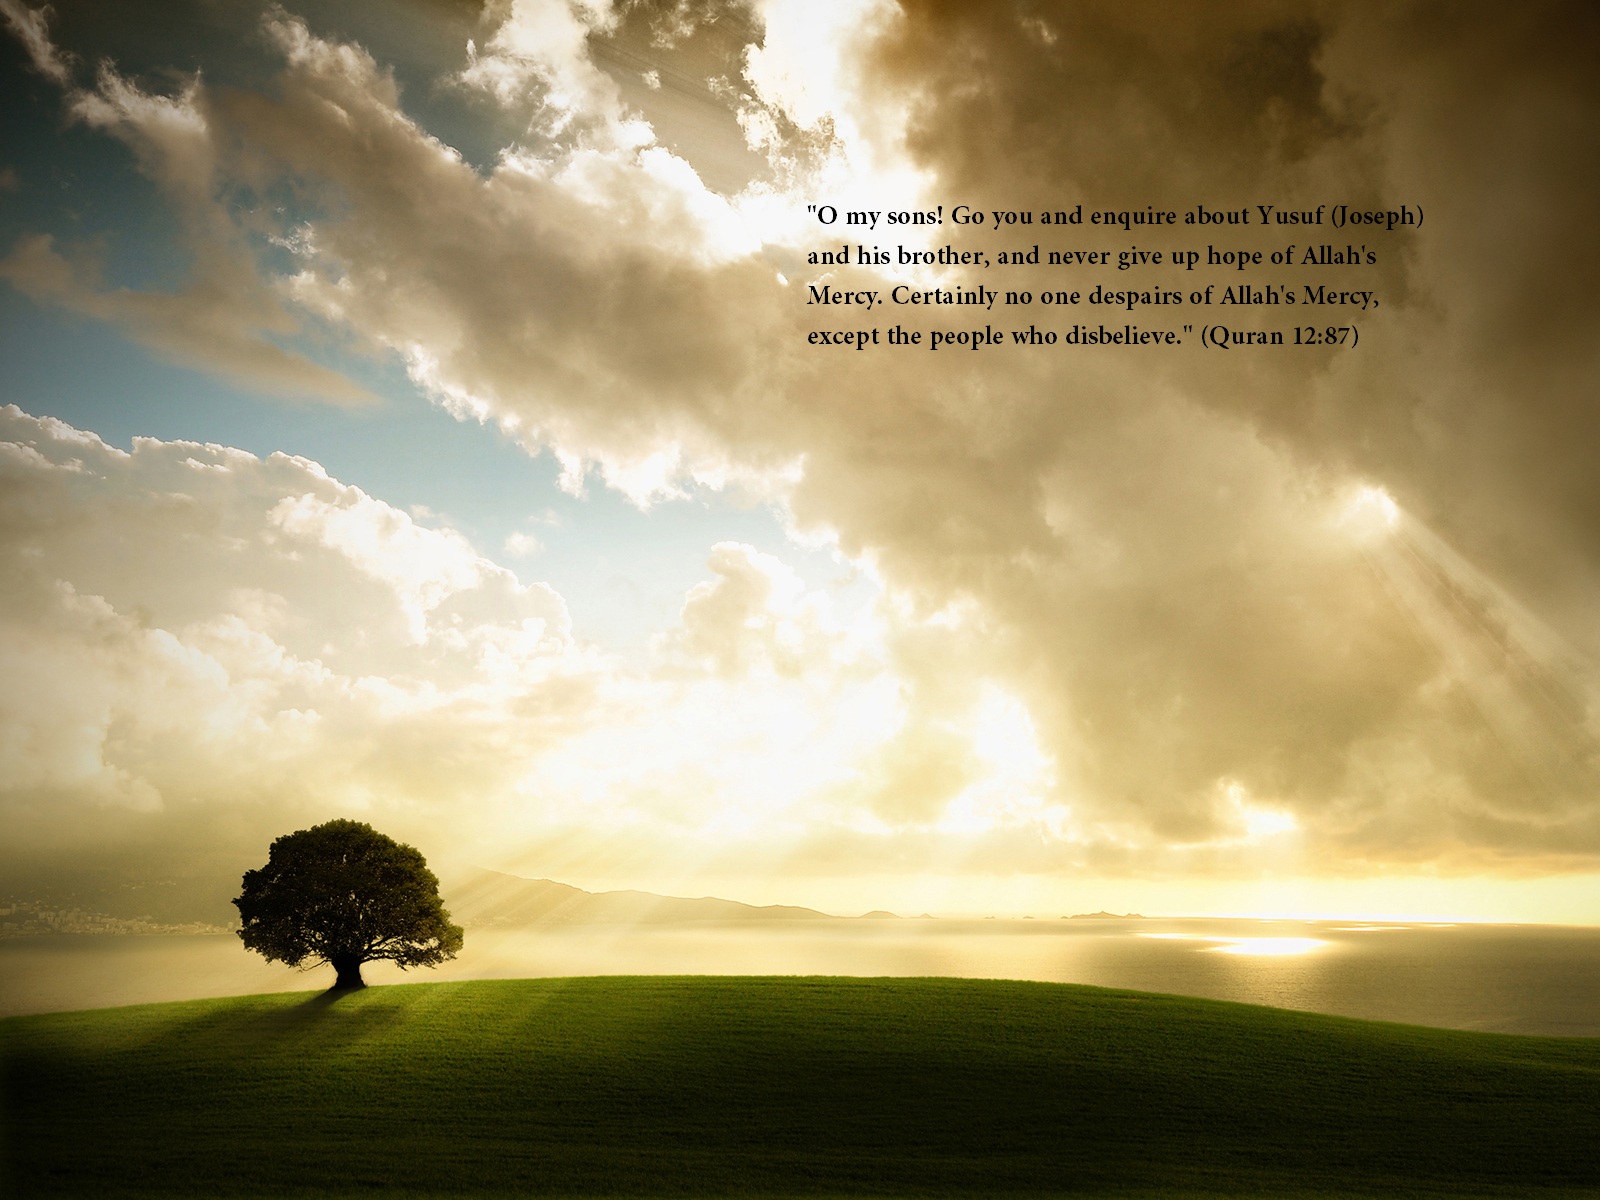 "O my sons! Go you and enquire about Yusuf (Joseph)
and his brother, and never give up hope of Allah's
Mercy. Certainly no one despairs of Allah's Mercy,
except the people who disbelieve." (Quran 12:87)